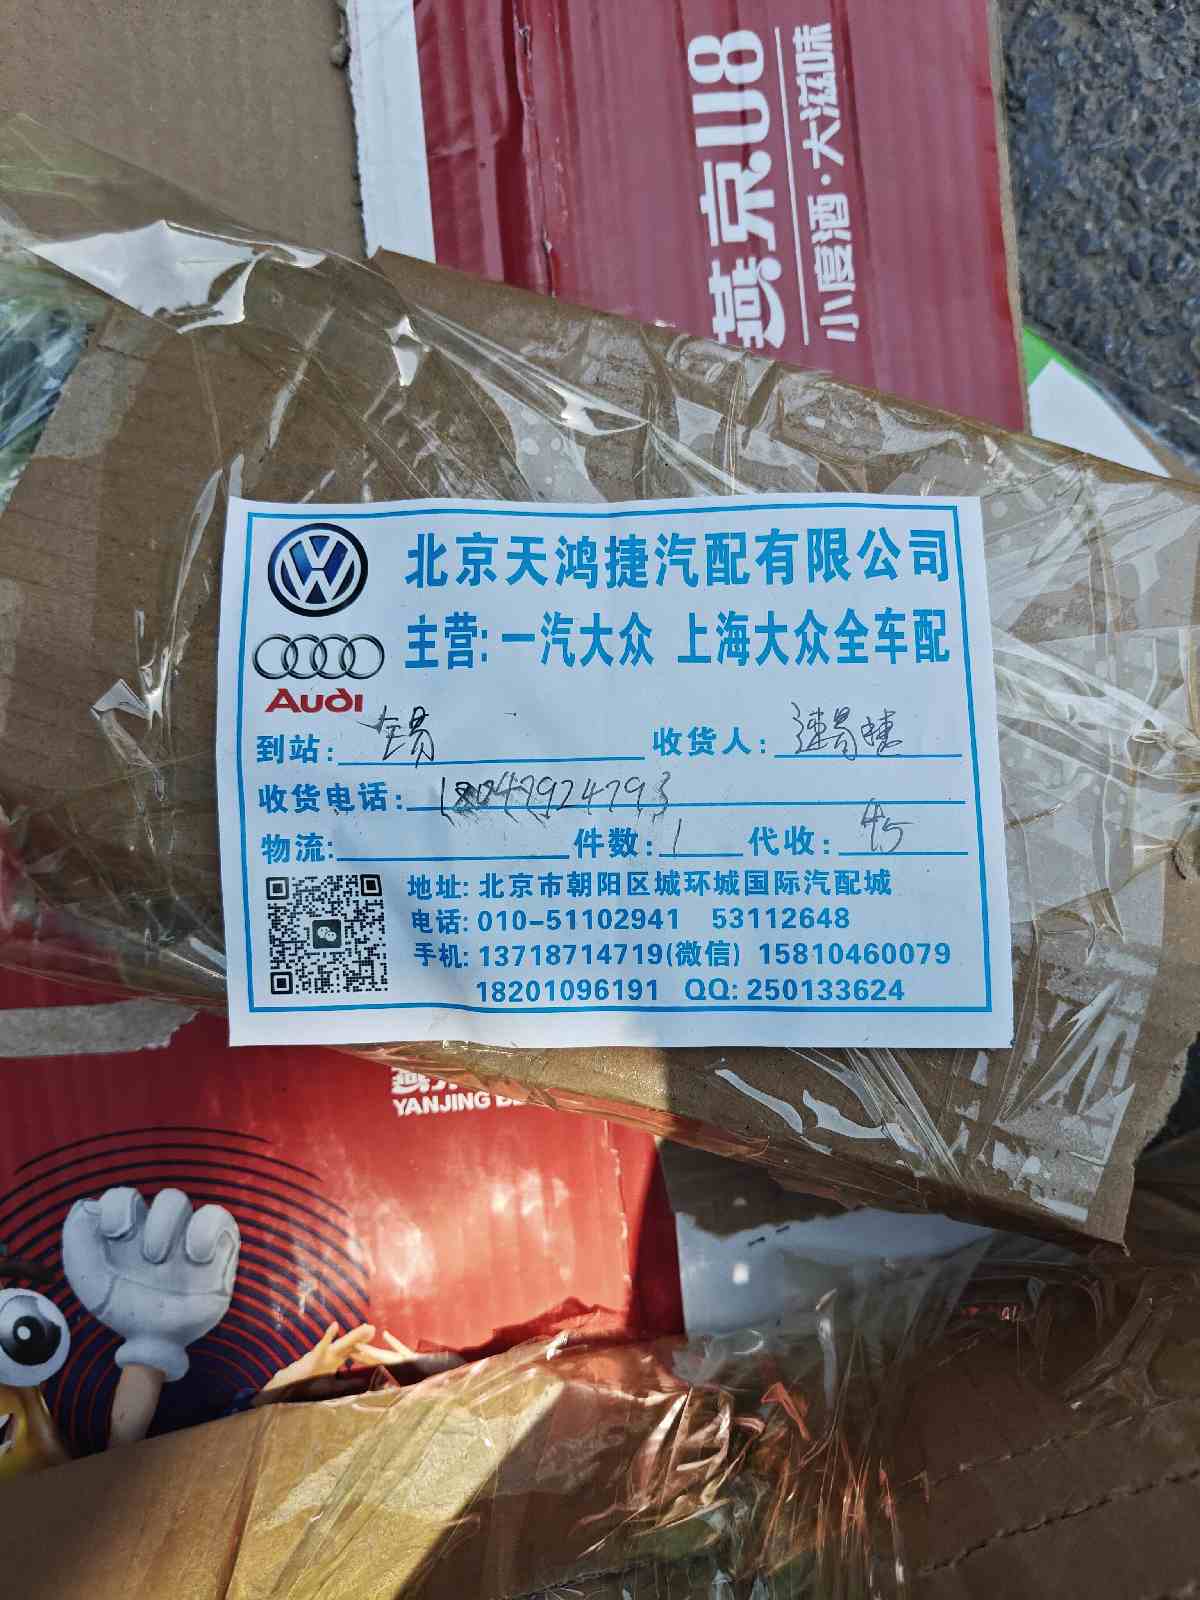 燕京U8
小度酒·大滋味
北京天鸿捷汽配有限公司
主营: 一汽大众 上海大众全车配
Audi
到站: 锡 收货人:
收货电话: 18047924793
物流: 件数: 1 代收: 45
地址: 北京市朝阳区城环城国际汽配城
电话: 010-51102941 53112648
手机: 13718714719(微信) 15810460079
18201096191 QQ: 250133624
YANJING